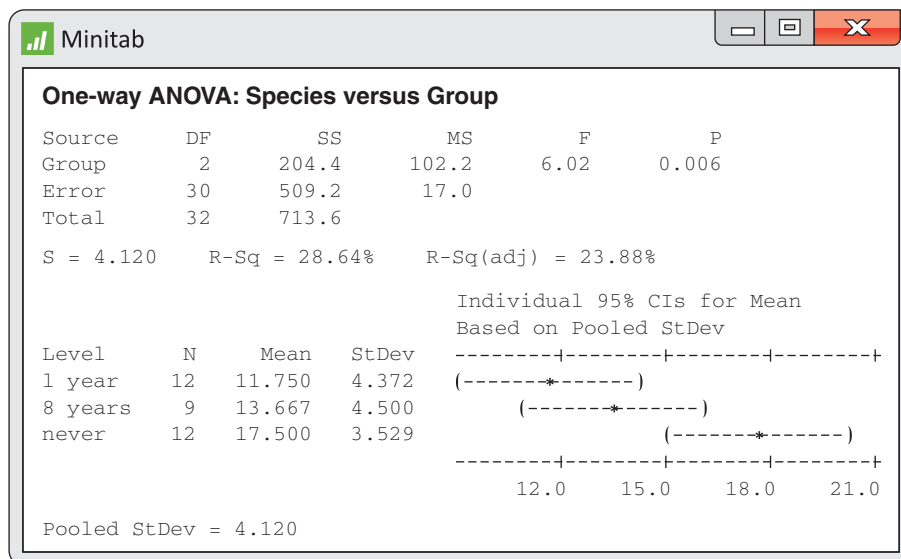 Minitab
One-way ANOVA: Species versus Group
Source DF SS MS F P
Group 2 204.4 102.2 6.02 0.006
Error 30 509.2 17.0
Total 32 713.6
S = 4.120 R-Sq = 28.64% R-Sq(adj) = 23.88%
Individual 95% CIs for Mean
Based on Pooled StDev
Level N Mean StDev --------+--------+--------+--------+
1 year 12 11.750 4.372 (-------*------)
8 years 9 13.667 4.500 (-------*-------)
never 12 17.500 3.529 (-------*-------)
--------+--------+--------+--------+
12.0 15.0 18.0 21.0
Pooled StDev = 4.120